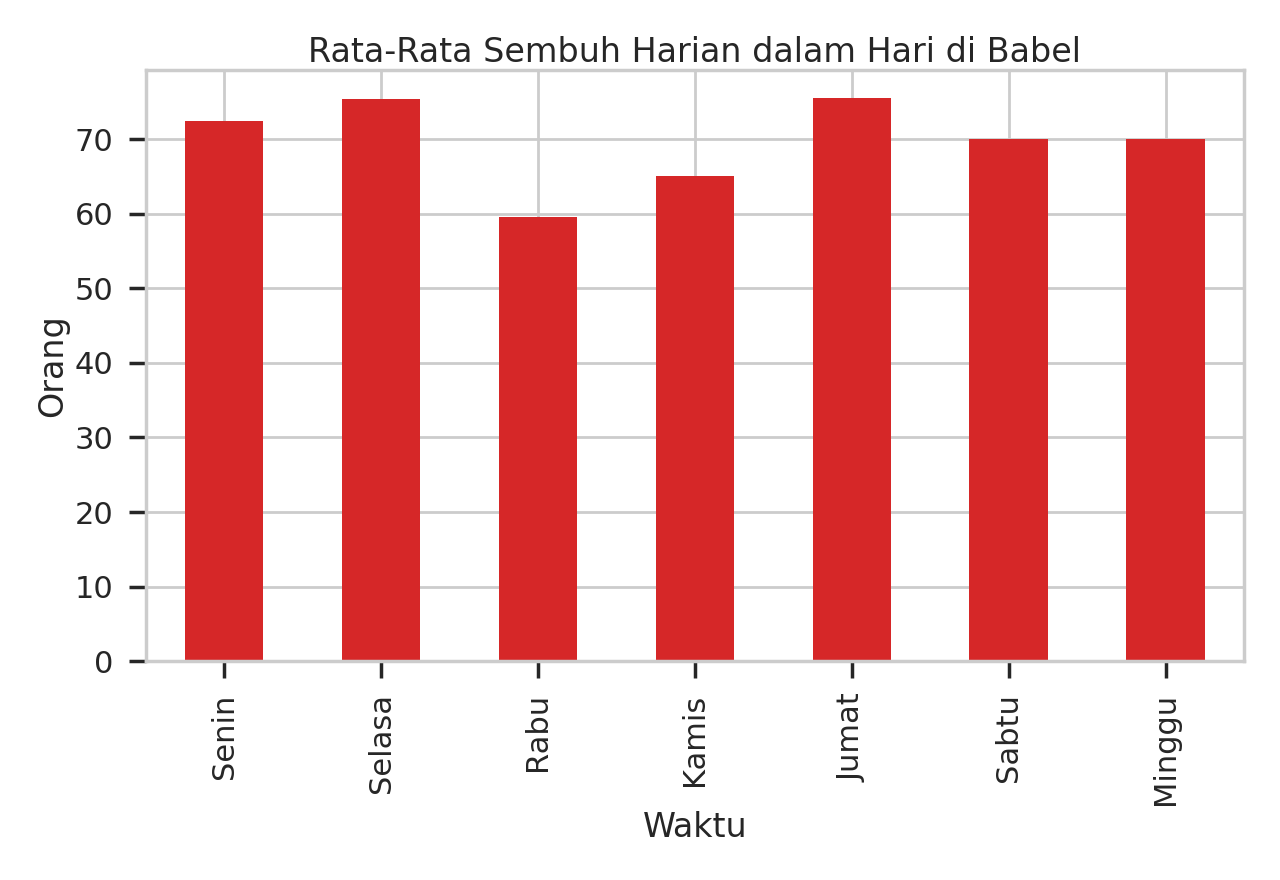 Rata-Rata Sembuh Harian dalam Hari di Babel
Orang
70
60
50
40
30
20
10
0
Senin
Selasa
Rabu
Kamis
Jumat
Sabtu
Minggu
Waktu